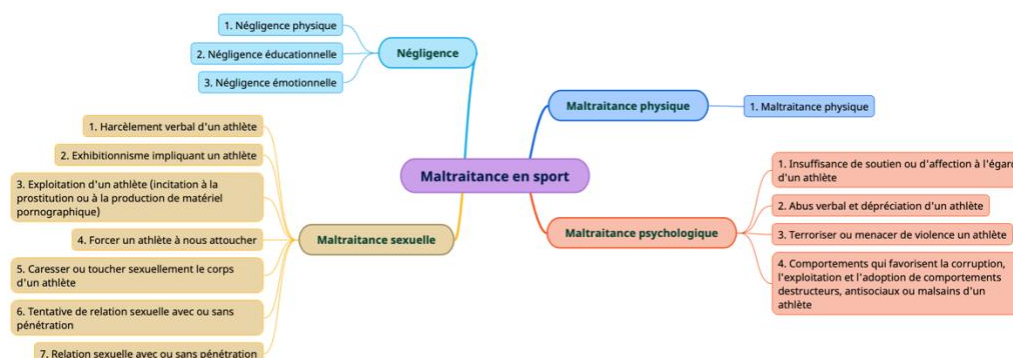 Maltraitance en sport
Négligence
1. Négligence physique
2. Négligence éducationnelle
3. Négligence émotionnelle
Maltraitance physique
1. Maltraitance physique
Maltraitance psychologique
1. Insuffisance de soutien ou d'affection à l'égard
d'un athlète
2. Abus verbal et dépréciation d'un athlète
3. Terroriser ou menacer de violence un athlète
4. Comportements qui favorisent la corruption,
l'exploitation et l'adoption de comportements
destructeurs, antisociaux ou malsains d'un
athlète
Maltraitance sexuelle
1. Harcèlement verbal d'un athlète
2. Exhibitionnisme impliquant un athlète
3. Exploitation d'un athlète (incitation à la
prostitution ou à la production de matériel
pornographique)
4. Forcer un athlète à nous attoucher
5. Caresser ou toucher sexuellement le corps
d'un athlète
6. Tentative de relation sexuelle avec ou sans
pénétration
7. Relation sexuelle avec ou sans pénétration